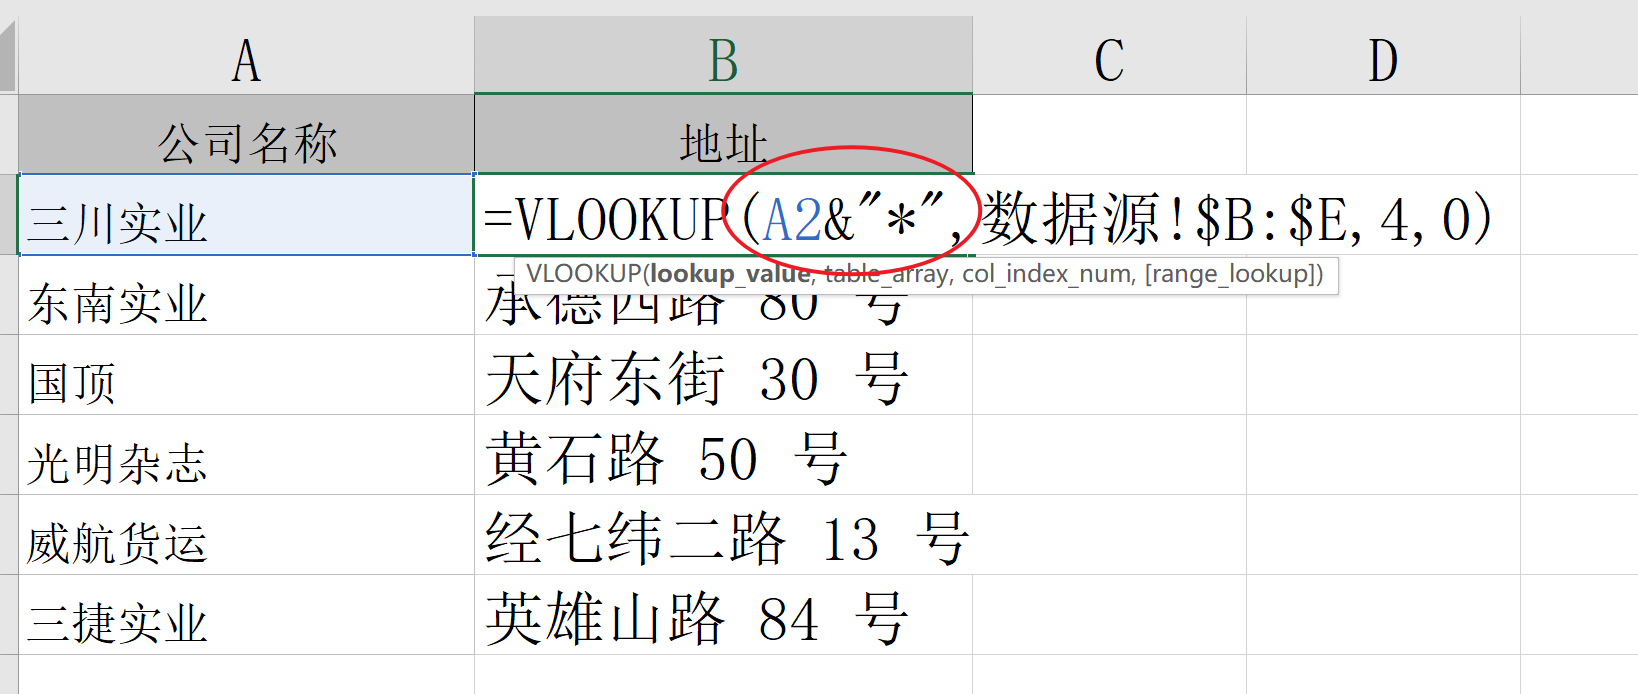 A B C D
公司名称 地址
三川实业 =VLOOKUP(A2&"*",数据源!$B:$E,4,0)
VLOOKUP(lookup_value, table_array, col_index_num, [range_lookup])
东南实业 承德西路 80 号
国顶 天府东街 30 号
光明杂志 黄石路 50 号
威航货运 经七纬二路 13 号
三捷实业 英雄山路 84 号